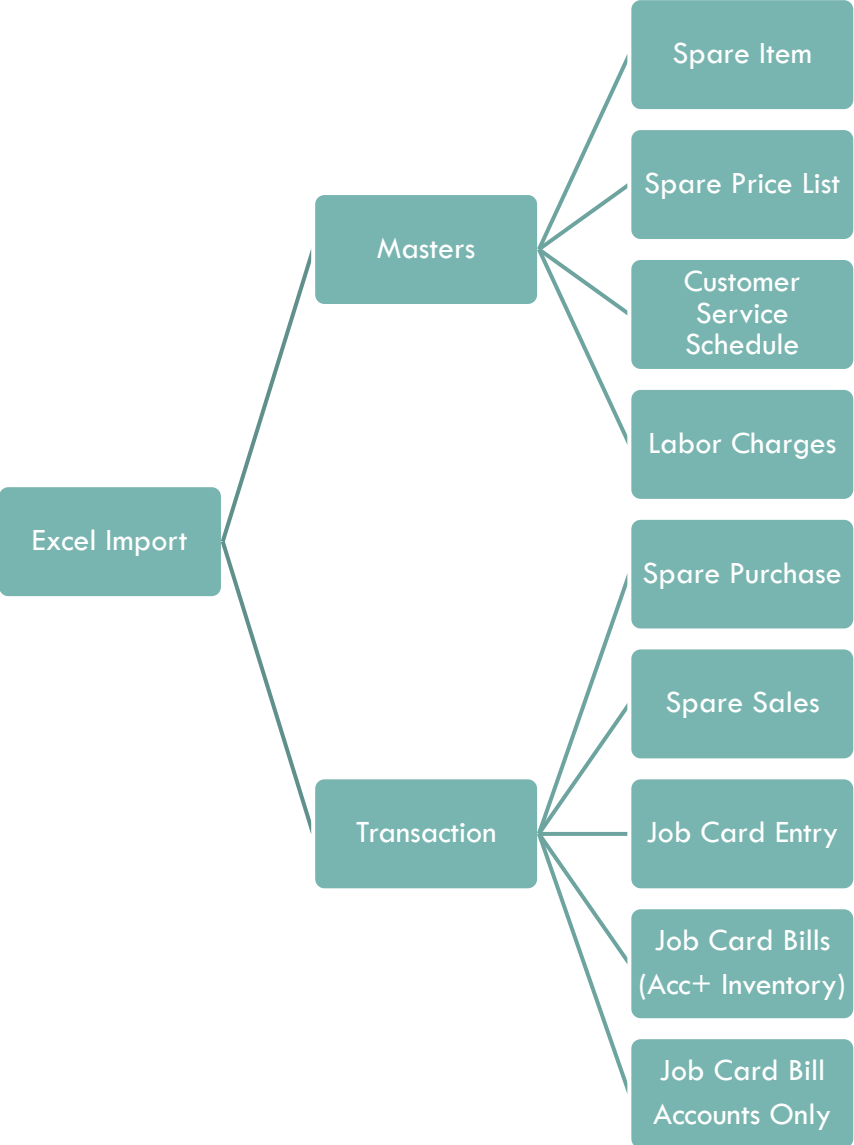 Excel Import
Masters
Spare Item
Spare Price List
Customer
Service
Schedule
Labor Charges
Transaction
Spare Purchase
Spare Sales
Job Card Entry
Job Card Bills
(Acc+ Inventory)
Job Card Bill
Accounts Only